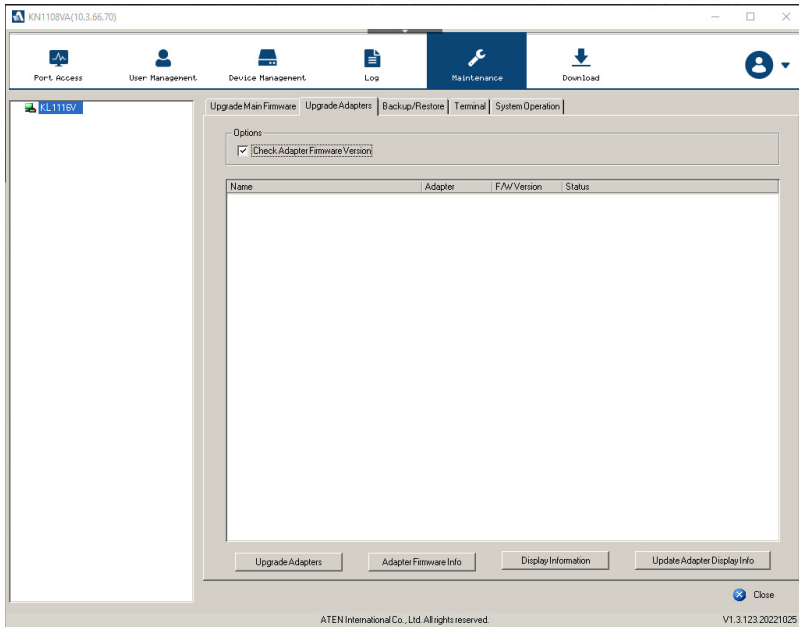 KN1108VA(10.3.66.70)
Port Access User Management Device Management Log Maintenance Download
KL1116V
Upgrade Main Firmware Upgrade Adapters Backup/Restore Terminal System Operation
Options
Check Adapter Firmware Version
Name Adapter F/W Version Status
Upgrade Adapters Adapter Firmware Info Display Information Update Adapter Display Info
Close
ATEN International Co., Ltd. All rights reserved. V1.3.123.20221025